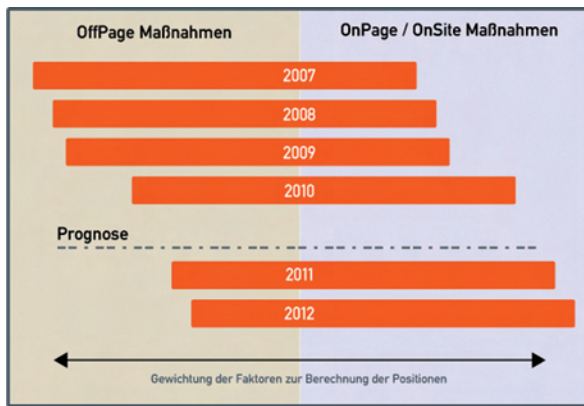 OffPage Maßnahmen
OnPage / OnSite Maßnahmen
2007
2008
2009
2010
Prognose
2011
2012
Gewichtung der Faktoren zur Berechnung der Positionen